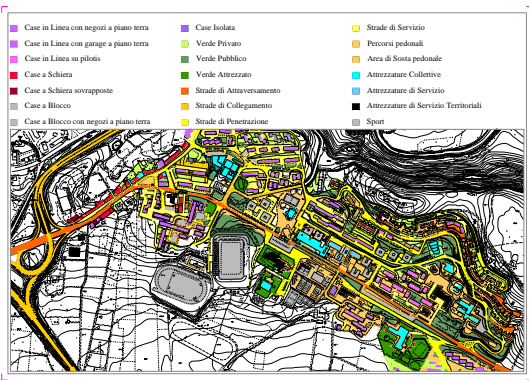 Case in Linea con negozi a piano terra
Case in Linea con garage a piano terra
Case in Linea su pilotis
Case a Schiera
Case a Schiera sovrapposte
Case a Blocco
Case a Blocco con negozi a piano terra
Case Isolata
Verde Privato
Verde Pubblico
Verde Attrezzato
Strade di Attraversamento
Strade di Collegamento
Strade di Penetrazione
Strade di Servizio
Percorsi pedonali
Area di Sosta pedonale
Attrezzature Collettive
Attrezzature di Servizio
Attrezzature di Servizio Territoriali
Sport